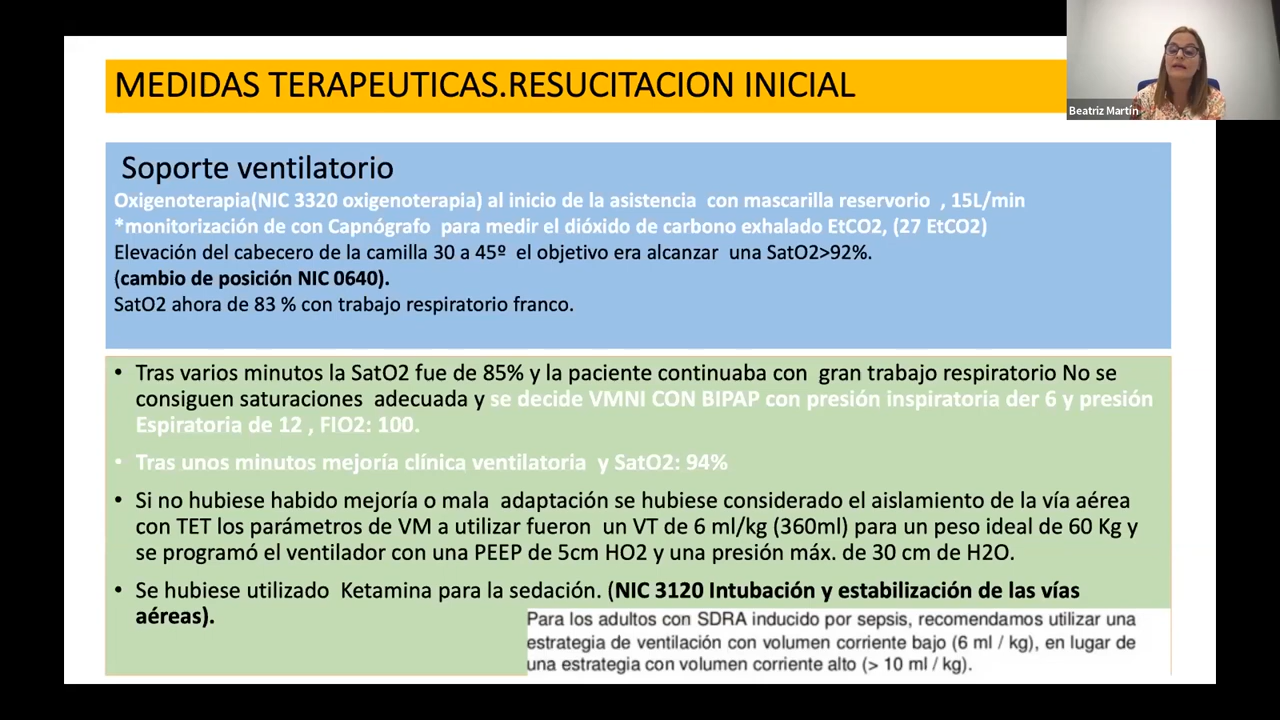 MEDIDAS TERAPEUTICAS.RESUCITACION INICIAL
Beatriz Martín
Soporte ventilatorio
Oxigenoterapia(NIC 3320 oxigenoterapia) al inicio de la asistencia con mascarilla reservorio , 15L/min
*monitorización de con Capnógrafo para medir el dióxido de carbono exhalado EtCO2, (27 EtCO2)
Elevación del cabecero de la camilla 30 a 45º el objetivo era alcanzar una SatO2>92%.
(cambio de posición NIC 0640).
SatO2 ahora de 83 % con trabajo respiratorio franco.
• Tras varios minutos la SatO2 fue de 85% y la paciente continuaba con gran trabajo respiratorio No se
consiguen saturaciones adecuada y se decide VMNI CON BIPAP con presión inspiratoria der 6 y presión
Espiratoria de 12 , FIO2: 100.
• Tras unos minutos mejoría clínica ventilatoria y SatO2: 94%
• Si no hubiese habido mejoría o mala adaptación se hubiese considerado el aislamiento de la vía aérea
con TET los parámetros de VM a utilizar fueron un VT de 6 ml/kg (360ml) para un peso ideal de 60 Kg y
se programó el ventilador con una PEEP de 5cm HO2 y una presión máx. de 30 cm de H2O.
• Se hubiese utilizado Ketamina para la sedación. (NIC 3120 Intubación y estabilización de las vías
aéreas).
Para los adultos con SDRA inducido por sepsis, recomendamos utilizar una
estrategia de ventilación con volumen corriente bajo (6 ml / kg), en lugar de
una estrategia con volumen corriente alto (> 10 ml / kg).